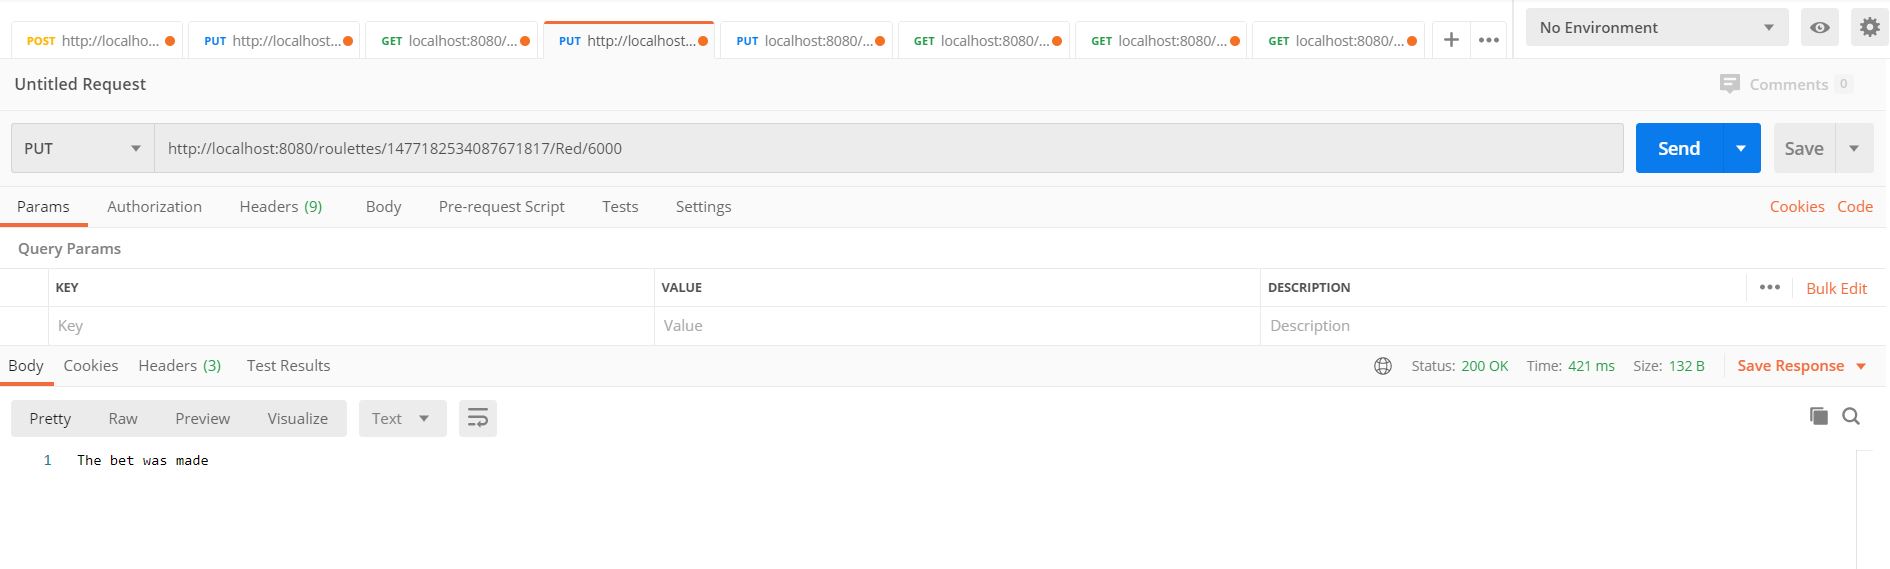 POST http://localho... PUT http://localhost... GET localhost:8080/... PUT http://localhost... PUT localhost:8080/... GET localhost:8080/... GET localhost:8080/... GET localhost:8080/... + ••• No Environment
Untitled Request Comments 0
PUT http://localhost:8080/roulettes/1477182534087671817/Red/6000 Send Save
Params Authorization Headers (9) Body Pre-request Script Tests Settings Cookies Code
Query Params
KEY VALUE DESCRIPTION ••• Bulk Edit
Key Value Description
Body Cookies Headers (3) Test Results Status: 200 OK Time: 421 ms Size: 132 B Save Response
Pretty Raw Preview Visualize Text
1 The bet was made